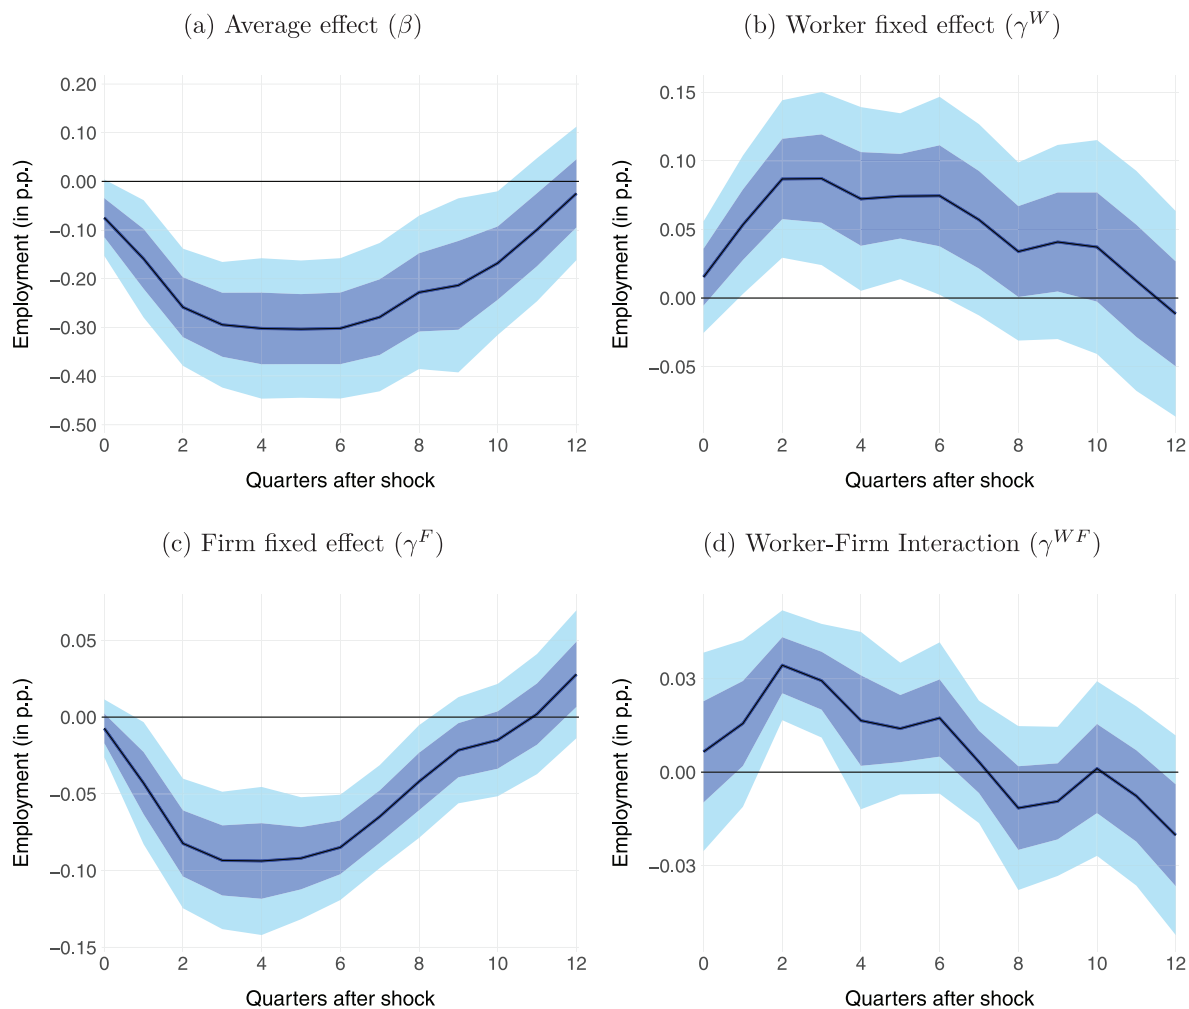 (a) Average effect (β)
0.20
0.10
0.00
−0.10
−0.20
−0.30
−0.40
−0.50
Employment (in p.p.)
0 2 4 6 8 10 12
Quarters after shock
(b) Worker fixed effect (γ^W)
0.15
0.10
0.05
0.00
−0.05
Employment (in p.p.)
0 2 4 6 8 10 12
Quarters after shock
(c) Firm fixed effect (γ^F)
0.05
0.00
−0.05
−0.10
−0.15
Employment (in p.p.)
0 2 4 6 8 10 12
Quarters after shock
(d) Worker-Firm Interaction (γ^WF)
0.03
0.00
−0.03
Employment (in p.p.)
0 2 4 6 8 10 12
Quarters after shock